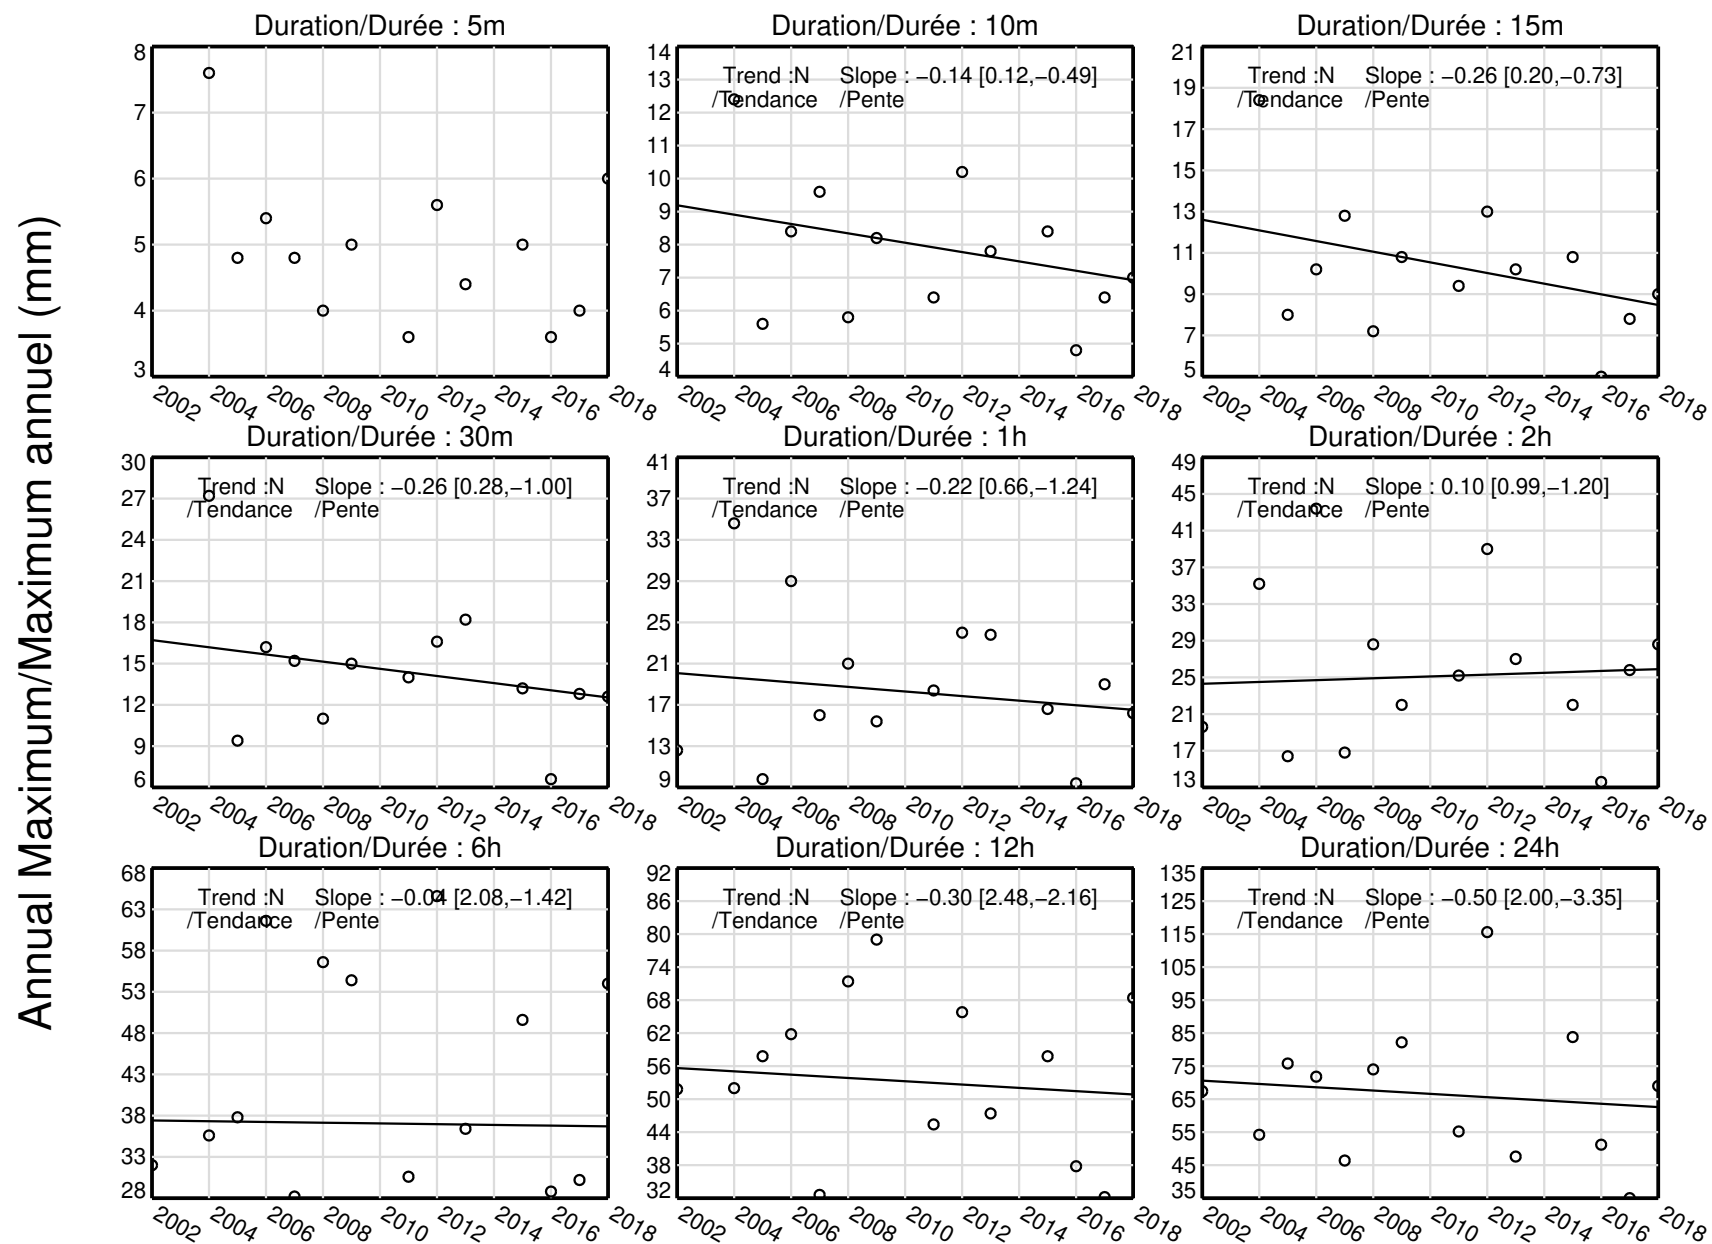 Annual Maximum/Maximum annuel (mm)
Duration/Durée : 5m
8
7
6
5
4
3
2002 2004 2006 2008 2010 2012 2014 2016 2018
Duration/Durée : 10m
Trend :N Slope : −0.14 [0.12,−0.49]
/Tendance /Pente
14
13
12
11
10
9
8
7
6
5
4
2002 2004 2006 2008 2010 2012 2014 2016 2018
Duration/Durée : 15m
Trend :N Slope : −0.26 [0.20,−0.73]
/Tendance /Pente
21
19
17
15
13
11
9
7
5
2002 2004 2006 2008 2010 2012 2014 2016 2018
Duration/Durée : 30m
Trend :N Slope : −0.26 [0.28,−1.00]
/Tendance /Pente
30
27
24
21
18
15
12
9
6
2002 2004 2006 2008 2010 2012 2014 2016 2018
Duration/Durée : 1h
Trend :N Slope : −0.22 [0.66,−1.24]
/Tendance /Pente
41
37
33
29
25
21
17
13
9
2002 2004 2006 2008 2010 2012 2014 2016 2018
Duration/Durée : 2h
Trend :N Slope : 0.10 [0.99,−1.20]
/Tendance /Pente
49
45
41
37
33
29
25
21
17
13
2002 2004 2006 2008 2010 2012 2014 2016 2018
Duration/Durée : 6h
Trend :N Slope : −0.04 [2.08,−1.42]
/Tendance /Pente
68
63
58
53
48
43
38
33
28
2002 2004 2006 2008 2010 2012 2014 2016 2018
Duration/Durée : 12h
Trend :N Slope : −0.30 [2.48,−2.16]
/Tendance /Pente
92
86
80
74
68
62
56
50
44
38
32
2002 2004 2006 2008 2010 2012 2014 2016 2018
Duration/Durée : 24h
Trend :N Slope : −0.50 [2.00,−3.35]
/Tendance /Pente
135
125
115
105
95
85
75
65
55
45
35
2002 2004 2006 2008 2010 2012 2014 2016 2018